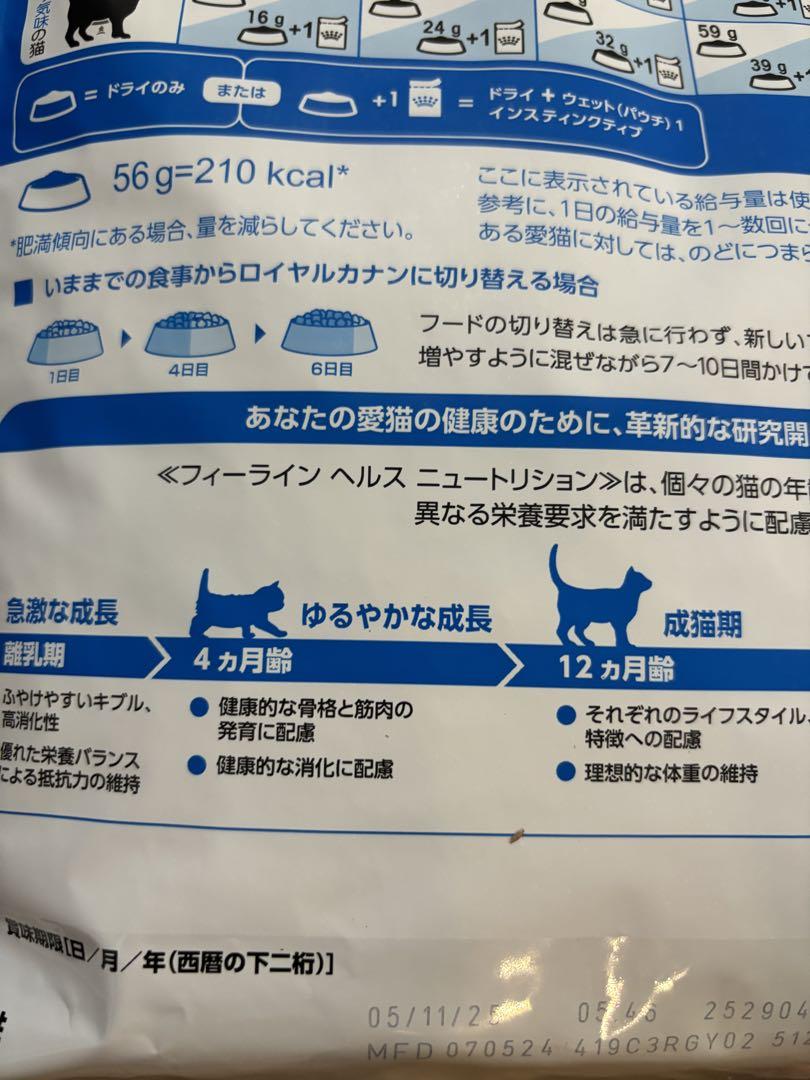 気味の猫
16 g +1
24 g +1
32 g +1
59 g
39 g +
= ドライのみ
または
+1 = ドライ + ウェット(パウチ) 1
インスティンクティブ
56 g=210 kcal*
*肥満傾向にある場合、量を減らしてください。
ここに表示されている給与量は使
参考に、1日の給与量を1〜数回に
ある愛猫に対しては、のどにつまら
■ いままでの食事からロイヤルカナンに切り替える場合
1日目
4日目
6日目
フードの切り替えは急に行わず、新しい
増やすように混ぜながら7〜10日間かけて
あなたの愛猫の健康のために、革新的な研究開
≪フィーライン ヘルス ニュートリション≫は、個々の猫の年
異なる栄養要求を満たすように配慮
急激な成長
ゆるやかな成長
成猫期
離乳期
4 ヵ月齢
12 ヵ月齢
ふやけやすいキブル、
高消化性
優れた栄養バランス
による抵抗力の維持
● 健康的な骨格と筋肉の
発育に配慮
● 健康的な消化に配慮
● それぞれのライフスタイル、
特徴への配慮
● 理想的な体重の維持
賞味期限[日/月/年(西暦の下二桁)]
05/11/25 05:46 252904
MFD 070524 419C3RGY02 512